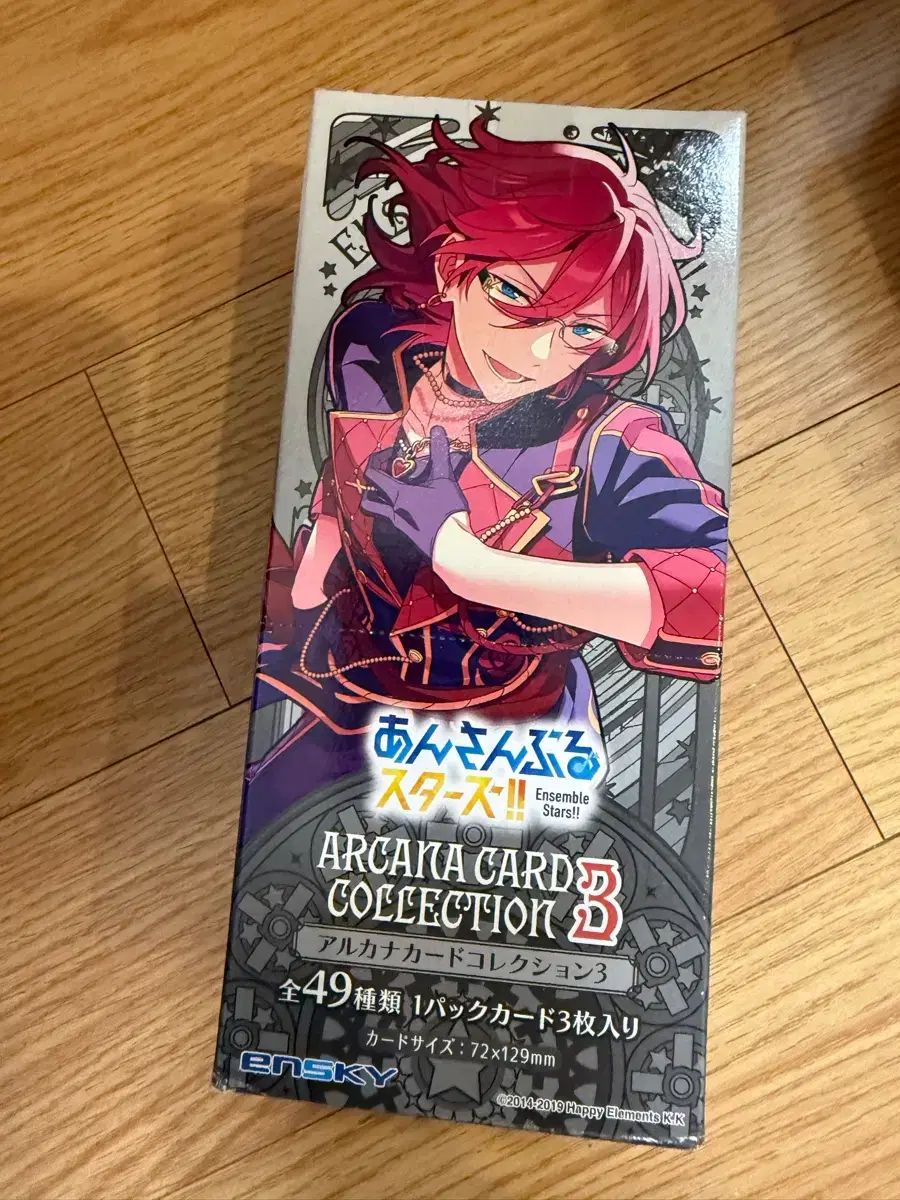 あんさんぶる
スターズ!!
Ensemble
Stars!!
ARCANA CARD
COLLECTION 3
アルカナカードコレクション3
全49種類 1パックカード3枚入り
カードサイズ：72×129mm
ensky
©2014-2019 Happy Elements K.K